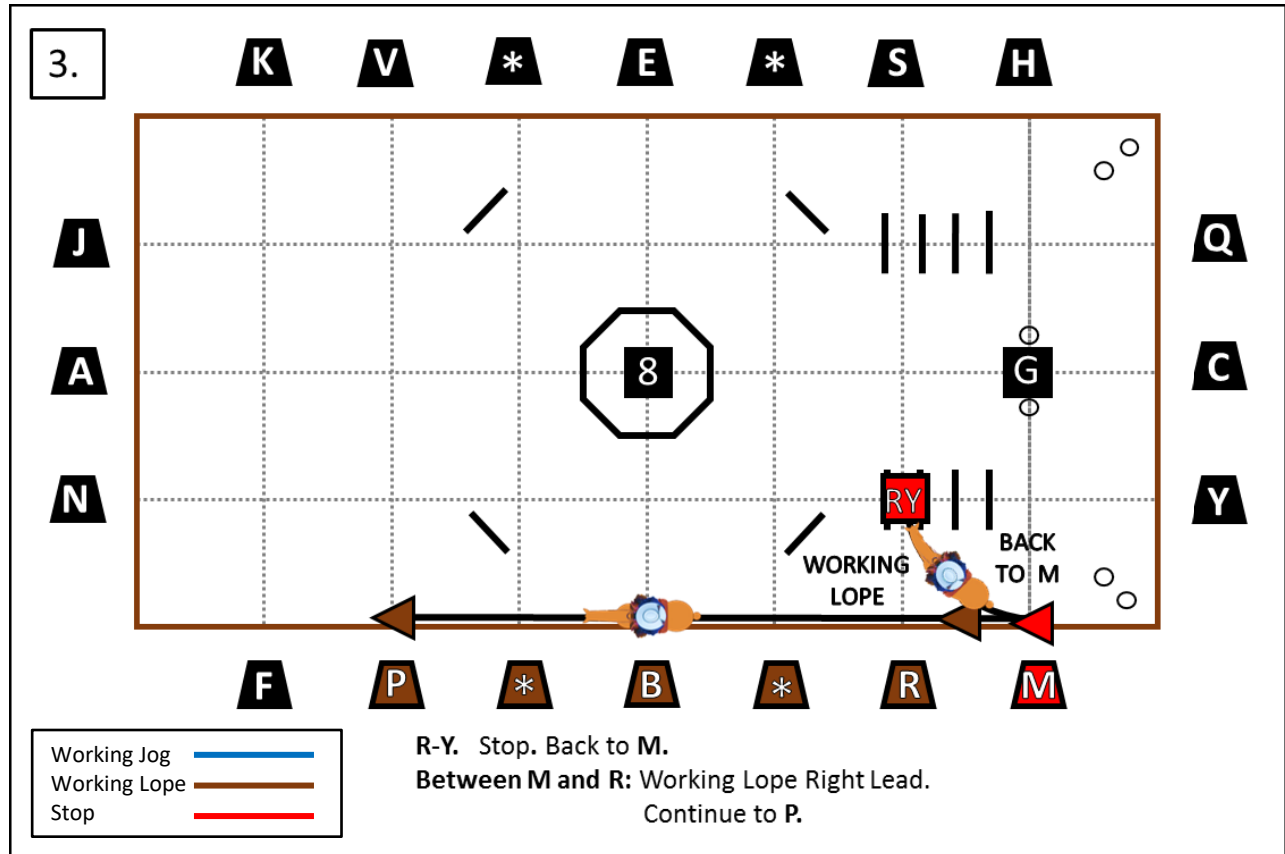 3.
K V * E * S H
J Q
8
A G C
N RY Y
BACK
TO M
WORKING
LOPE
F P * B * R M
Working Jog
Working Lope
Stop
R-Y. Stop. Back to M.
Between M and R: Working Lope Right Lead.
Continue to P.